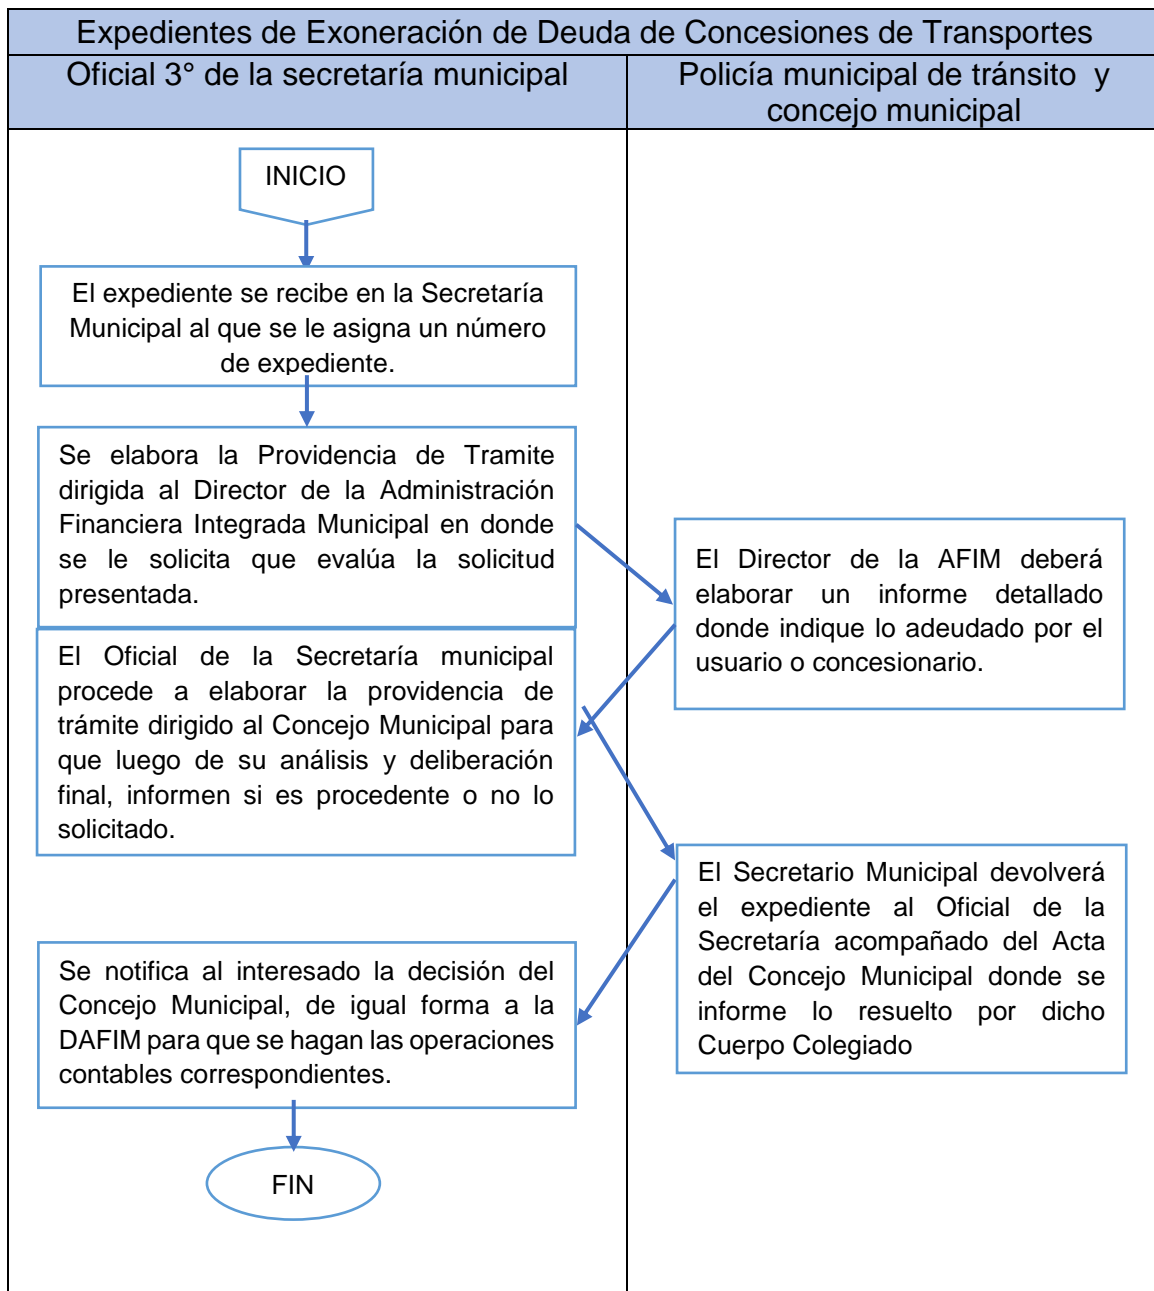 Expedientes de Exoneración de Deuda de Concesiones de Transportes
Oficial 3° de la secretaría municipal
Policía municipal de tránsito y
concejo municipal
INICIO
El expediente se recibe en la Secretaría
Municipal al que se le asigna un número
de expediente.
Se elabora la Providencia de Tramite
dirigida al Director de la Administración
Financiera Integrada Municipal en donde
se le solicita que evalúa la solicitud
presentada.
El Director de la AFIM deberá
elaborar un informe detallado
donde indique lo adeudado por el
usuario o concesionario.
El Oficial de la Secretaría municipal
procede a elaborar la providencia de
trámite dirigido al Concejo Municipal para
que luego de su análisis y deliberación
final, informen si es procedente o no lo
solicitado.
El Secretario Municipal devolverá
el expediente al Oficial de la
Secretaría acompañado del Acta
del Concejo Municipal donde se
informe lo resuelto por dicho
Cuerpo Colegiado
Se notifica al interesado la decisión del
Concejo Municipal, de igual forma a la
DAFIM para que se hagan las operaciones
contables correspondientes.
FIN